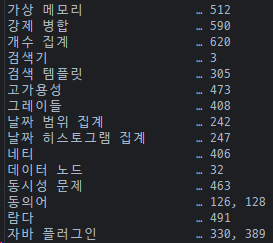 가상 메모리 … 512
강제 병합 … 590
개수 집계 … 620
검색기 … 3
검색 템플릿 … 305
고가용성 … 473
그레이들 … 408
날짜 범위 집계 … 242
날짜 히스토그램 집계 … 247
네티 … 406
데이터 노드 … 32
동시성 문제 … 463
동의어 … 126, 128
람다 … 491
자바 플러그인 … 330, 389